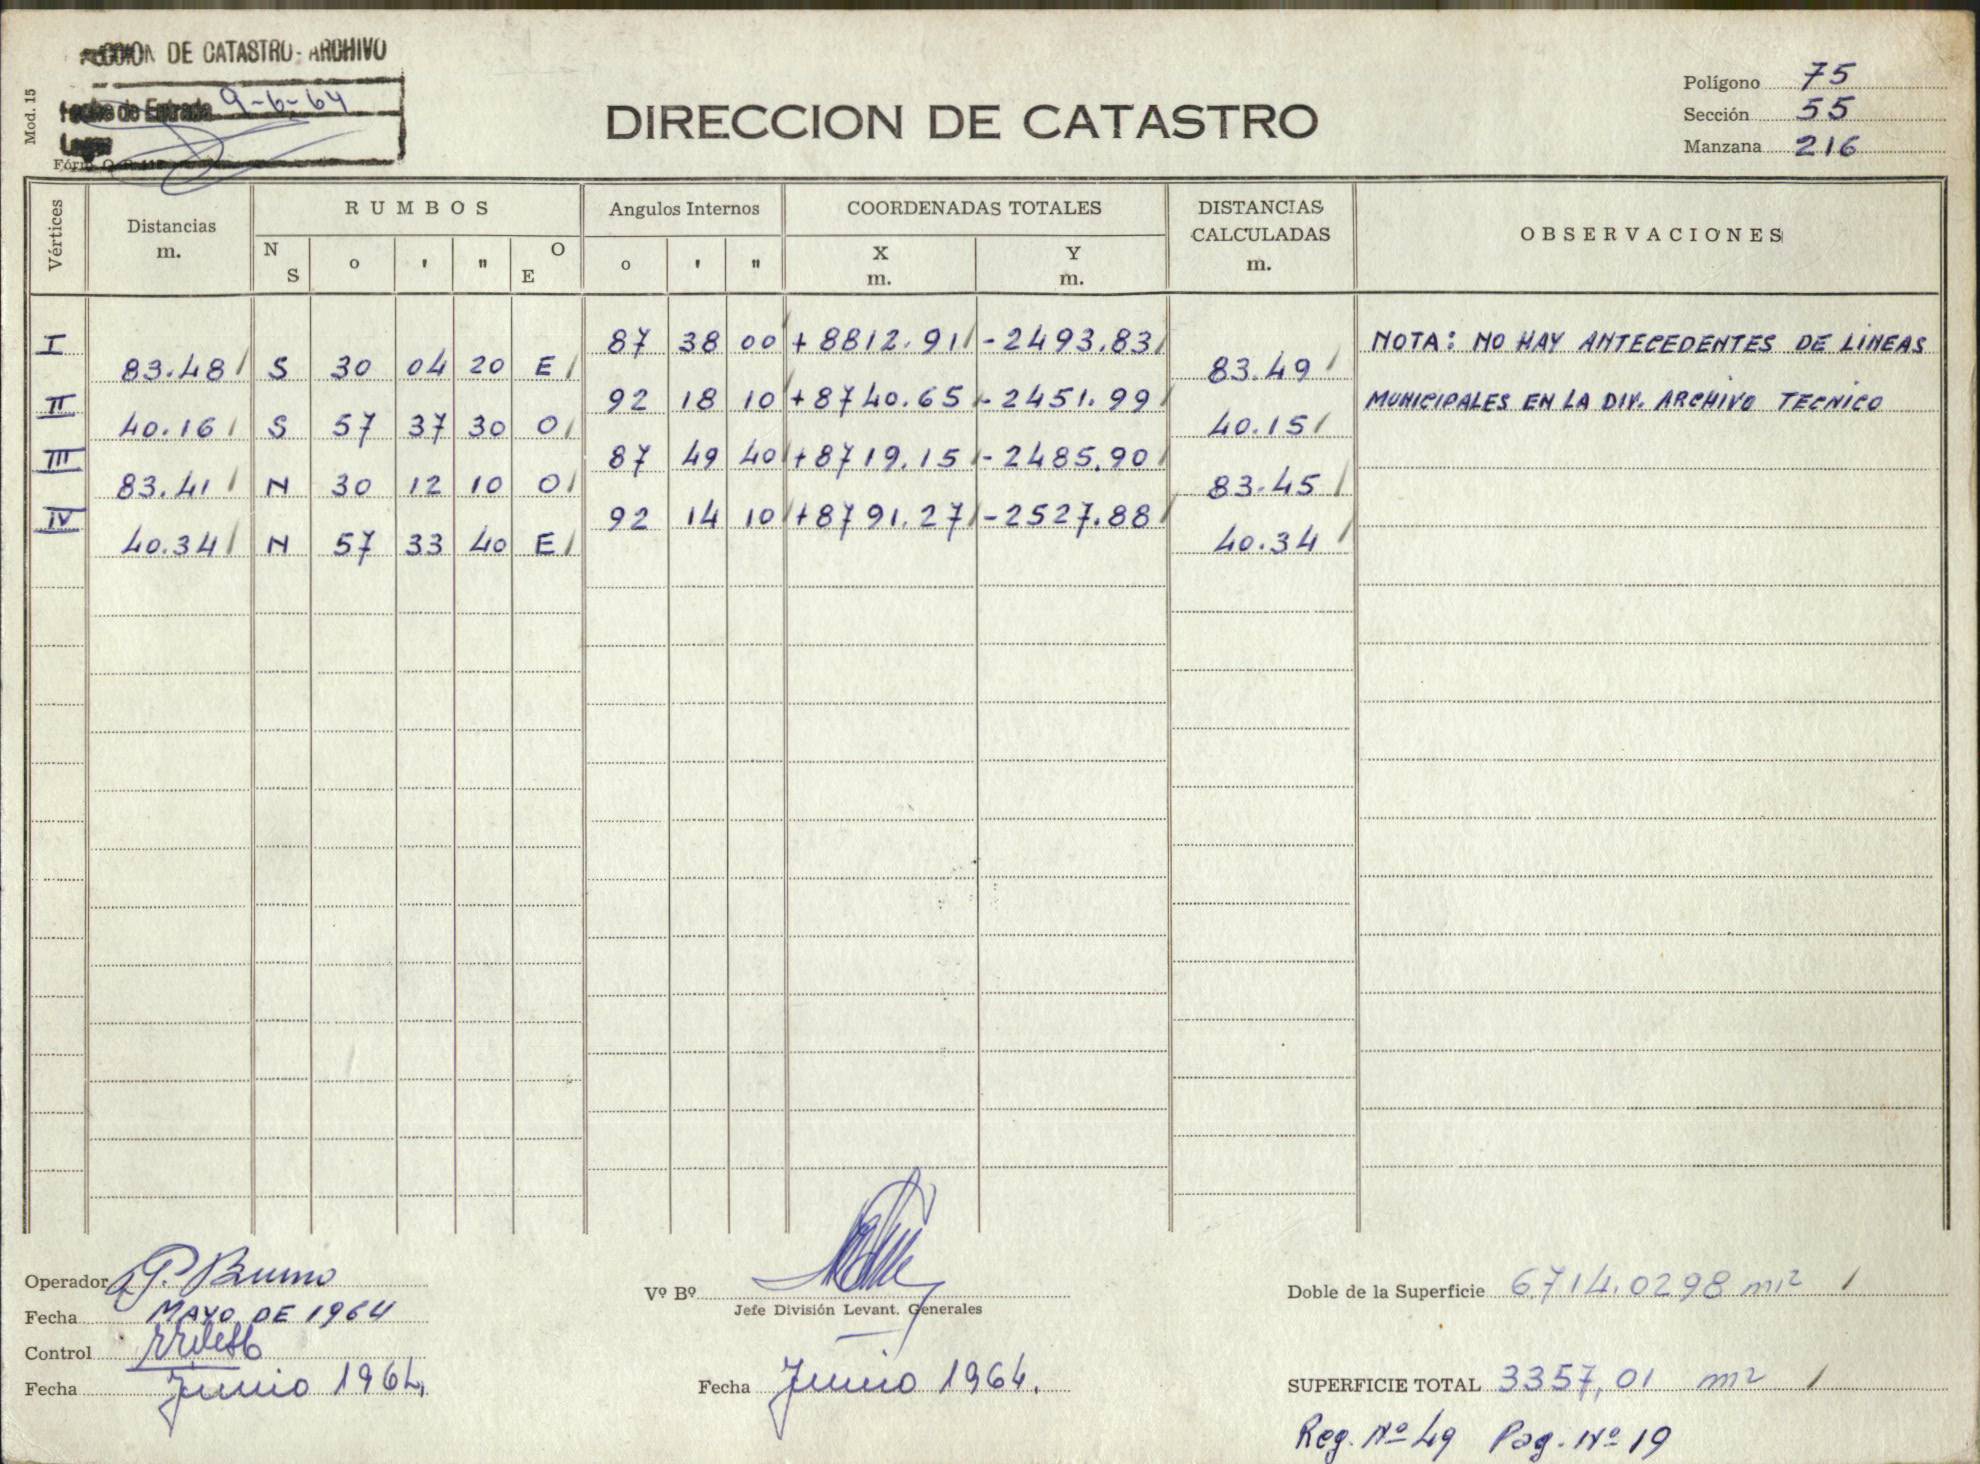 DE CATASTRO - ARCHIVO
Mod. 15
Fecha de Entrada 9-6-64
DIRECCION DE CATASTRO
Polígono 75
Sección 55
Manzana 216
Vértices
Distancias m.
RUMBOS
N S o ' " O E
Angulos Internos
o ' "
COORDENADAS TOTALES
X m. Y m.
DISTANCIAS CALCULADAS m.
OBSERVACIONES
I 87 38 00 +8812.91 -2493.83 NOTA: NO HAY ANTECEDENTES DE LINEAS
83.48 S 30 04 20 E 83.49
II 92 18 10 +8740.65 -2451.99 MUNICIPALES EN LA DIV. ARCHIVO TECNICO
40.16 S 57 37 30 O 40.15
III 87 49 40 +8719.15 -2485.90
83.41 N 30 12 10 O 83.45
IV 92 14 10 +8791.27 -2527.88
40.34 N 57 33 40 E 40.34
Operador P. Bruno
Fecha MAYO DE 1964
Control
Fecha Junio 1964.
Vº Bº
Jefe División Levant. Generales
Fecha Junio 1964.
Doble de la Superficie 6714.0298 m²
SUPERFICIE TOTAL 3357,01 m²
Reg. Nº 49 Pag. Nº 19